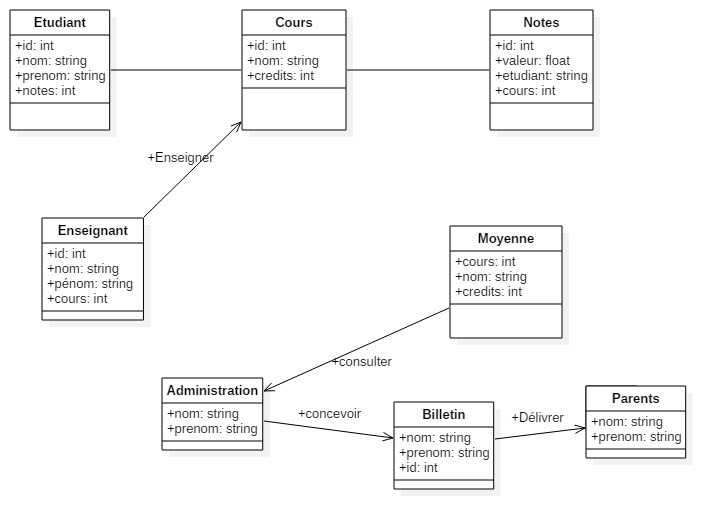 Etudiant
+id: int
+nom: string
+prenom: string
+notes: int
Cours
+id: int
+nom: string
+credits: int
Notes
+id: int
+valeur: float
+etudiant: string
+cours: int
+Enseigner
Enseignant
+id: int
+nom: string
+pénom: string
+cours: int
Moyenne
+cours: int
+nom: string
+credits: int
+consulter
Administration
+nom: string
+prenom: string
+concevoir
Billetin
+nom: string
+prenom: string
+id: int
+Délivrer
Parents
+nom: string
+prenom: string